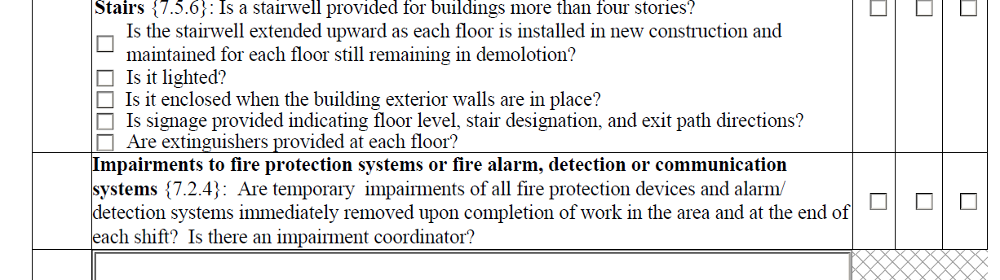 Stairs {7.5.6}: Is a stairwell provided for buildings more than four stories?
Is the stairwell extended upward as each floor is installed in new construction and
maintained for each floor still remaining in demolotion?
Is it lighted?
Is it enclosed when the building exterior walls are in place?
Is signage provided indicating floor level, stair designation, and exit path directions?
Are extinguishers provided at each floor?
Impairments to fire protection systems or fire alarm, detection or communication
systems {7.2.4}: Are temporary impairments of all fire protection devices and alarm/
detection systems immediately removed upon completion of work in the area and at the end of
each shift? Is there an impairment coordinator?